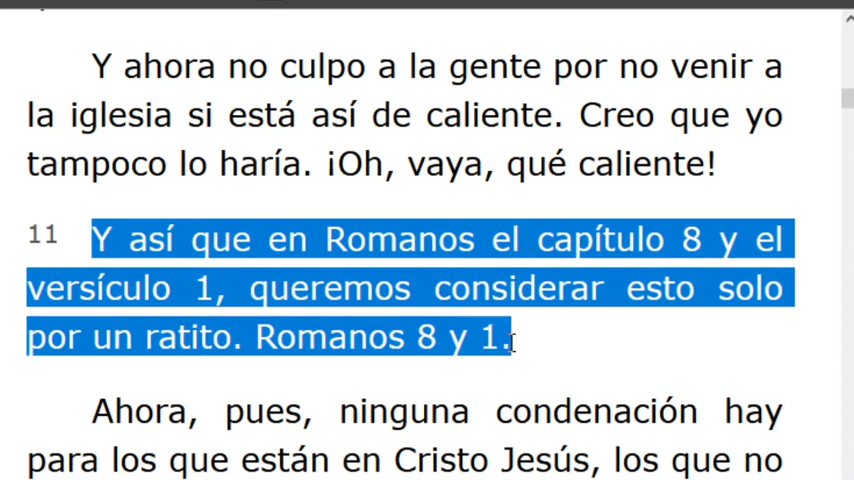 Y ahora no culpo a la gente por no venir a
la iglesia si está así de caliente. Creo que yo
tampoco lo haría. ¡Oh, vaya, qué caliente!
11 Y así que en Romanos el capítulo 8 y el
versículo 1, queremos considerar esto solo
por un ratito. Romanos 8 y 1.
Ahora, pues, ninguna condenación hay
para los que están en Cristo Jesús, los que no